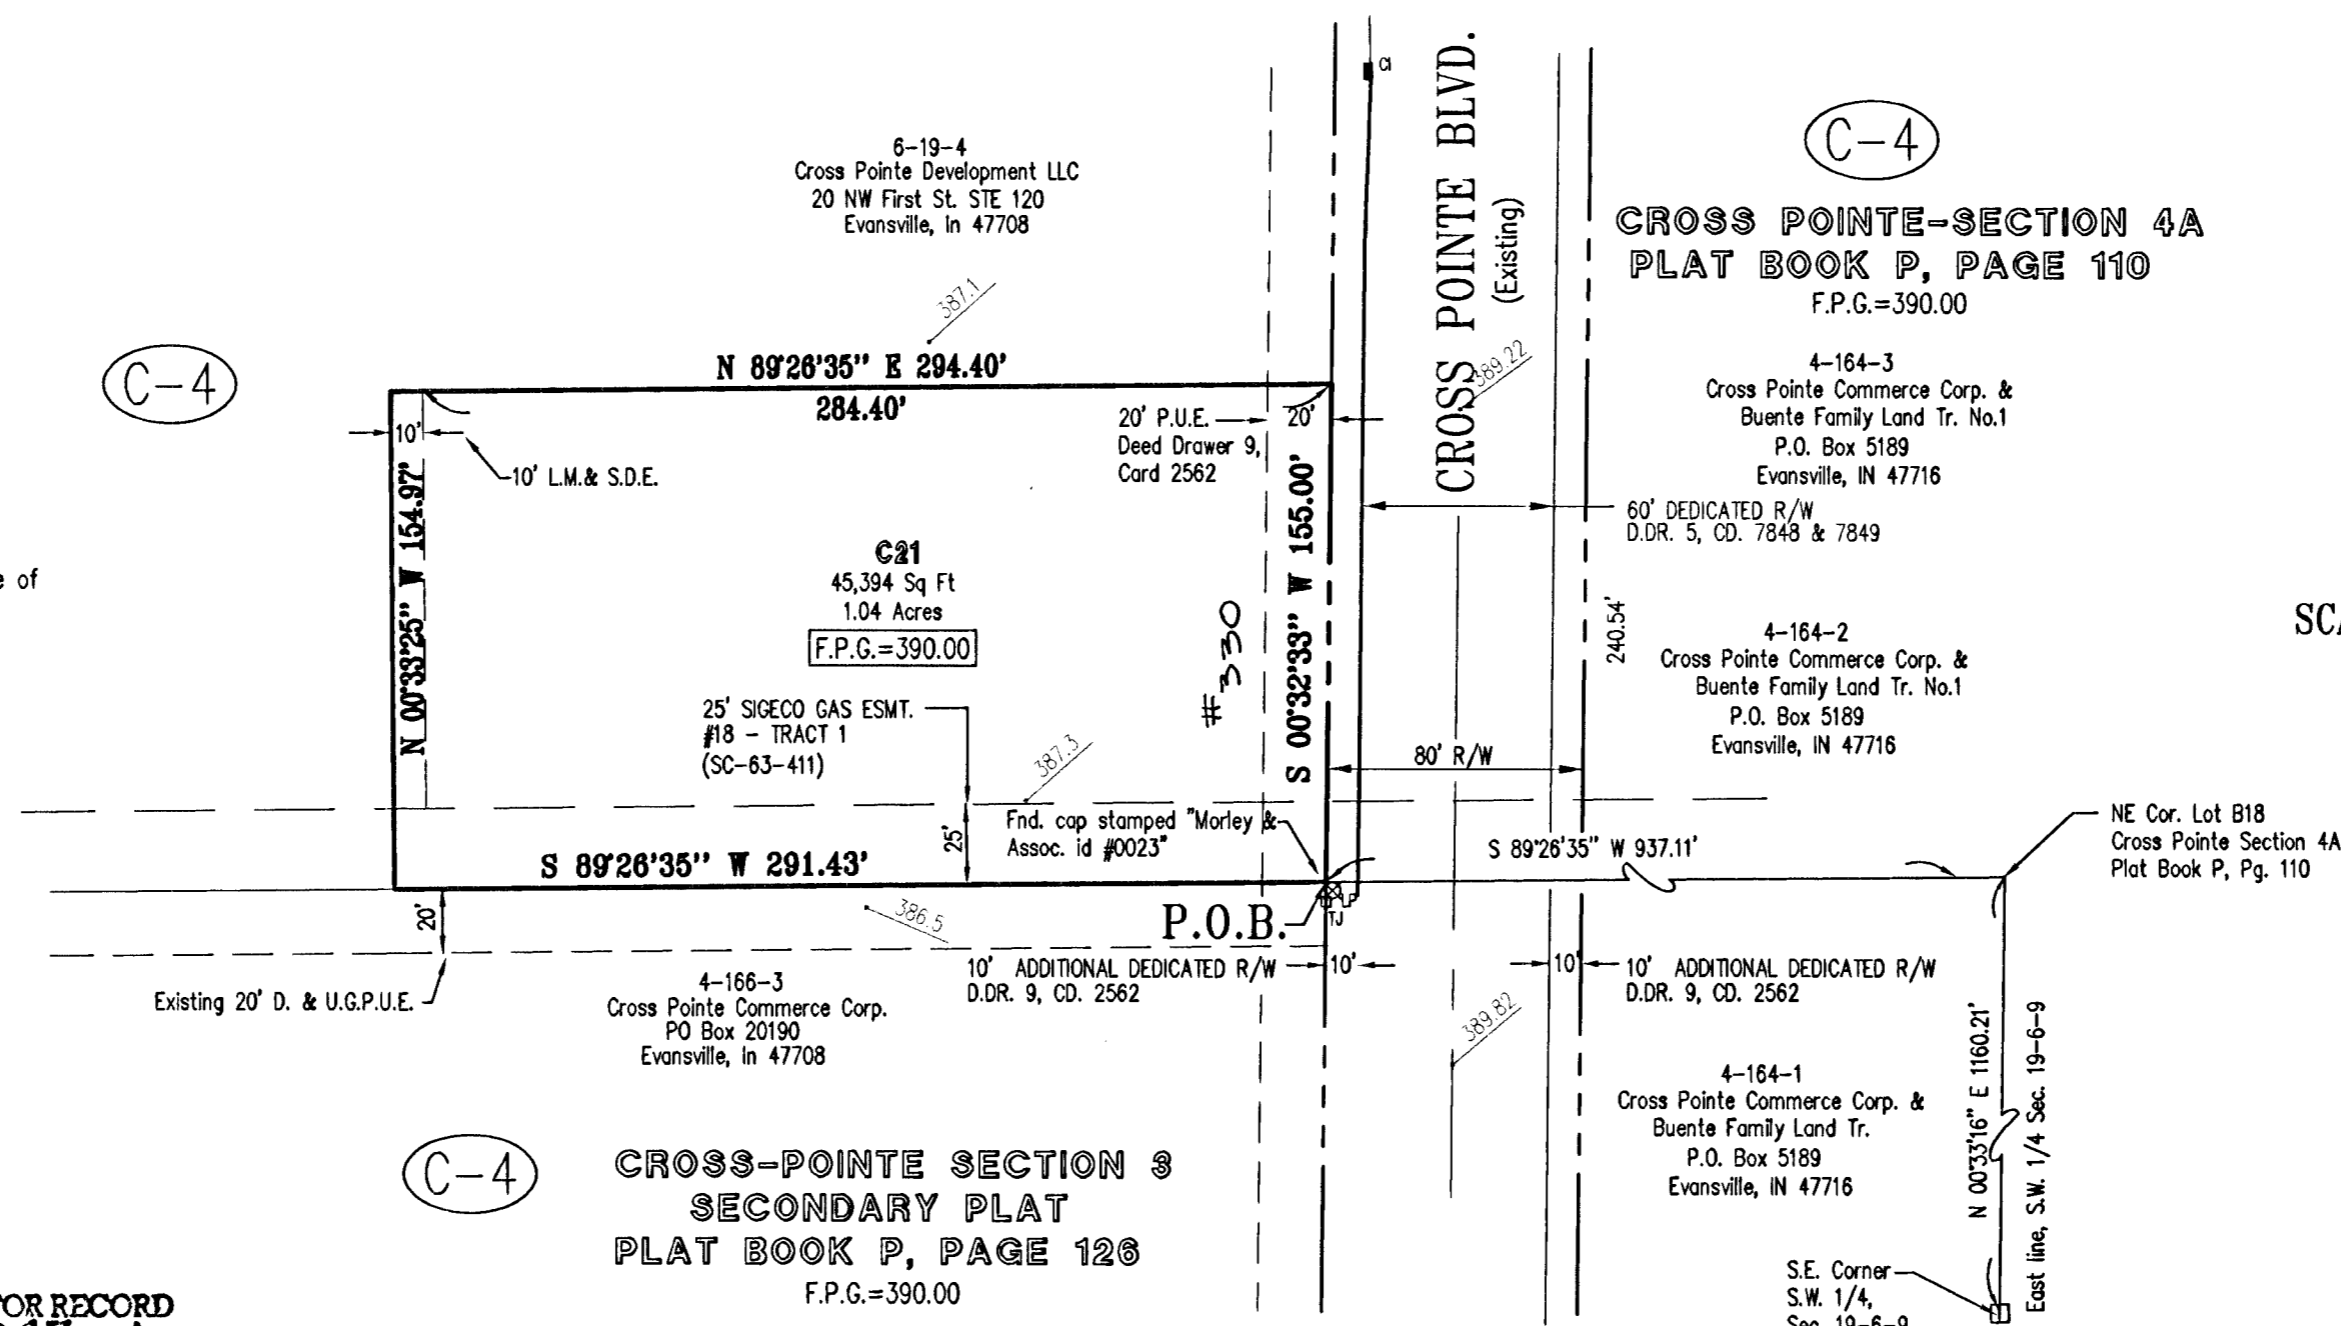 CI
CROSS POINTE BLVD.
(Existing)
6-19-4
Cross Pointe Development LLC
20 NW First St. STE 120
Evansville, In 47708
C-4
CROSS POINTE-SECTION 4A
PLAT BOOK P, PAGE 110
F.P.G.=390.00
387.1
389.22
4-164-3
Cross Pointe Commerce Corp. &
Buente Family Land Tr. No.1
P.O. Box 5189
Evansville, IN 47716
C-4
N 89°26'35" E 294.40'
284.40'
20' P.U.E.
Deed Drawer 9,
Card 2562
20'
10'
10' L.M.& S.D.E.
N 00°33'25" W 154.97'
S 00°32'33" W 155.00'
60' DEDICATED R/W
D.DR. 5, CD. 7848 & 7849
C21
45,394 Sq Ft
1.04 Acres
F.P.G.=390.00
#330
e of
240.54'
SCA
4-164-2
Cross Pointe Commerce Corp. &
Buente Family Land Tr. No.1
P.O. Box 5189
Evansville, IN 47716
25' SIGECO GAS ESMT.
#18 - TRACT 1
(SC-63-411)
387.3
80' R/W
25'
Fnd. cap stamped "Morley &
Assoc. id #0023"
S 89°26'35" W 937.11'
NE Cor. Lot B18
Cross Pointe Section 4A
Plat Book P, Pg. 110
S 89°26'35" W 291.43'
20'
386.5
P.O.B.
TJ
10' ADDITIONAL DEDICATED R/W
D.DR. 9, CD. 2562
10'
10'
10' ADDITIONAL DEDICATED R/W
D.DR. 9, CD. 2562
Existing 20' D. & U.G.P.U.E.
4-166-3
Cross Pointe Commerce Corp.
PO Box 20190
Evansville, In 47708
389.82
N 00°33'16" E 1160.21'
East line, S.W. 1/4 Sec. 19-6-9
4-164-1
Cross Pointe Commerce Corp. &
Buente Family Land Tr.
P.O. Box 5189
Evansville, IN 47716
C-4
CROSS-POINTE SECTION 3
SECONDARY PLAT
PLAT BOOK P, PAGE 126
F.P.G.=390.00
S.E. Corner
S.W. 1/4,
Sec. 19-6-9
OR RECORD